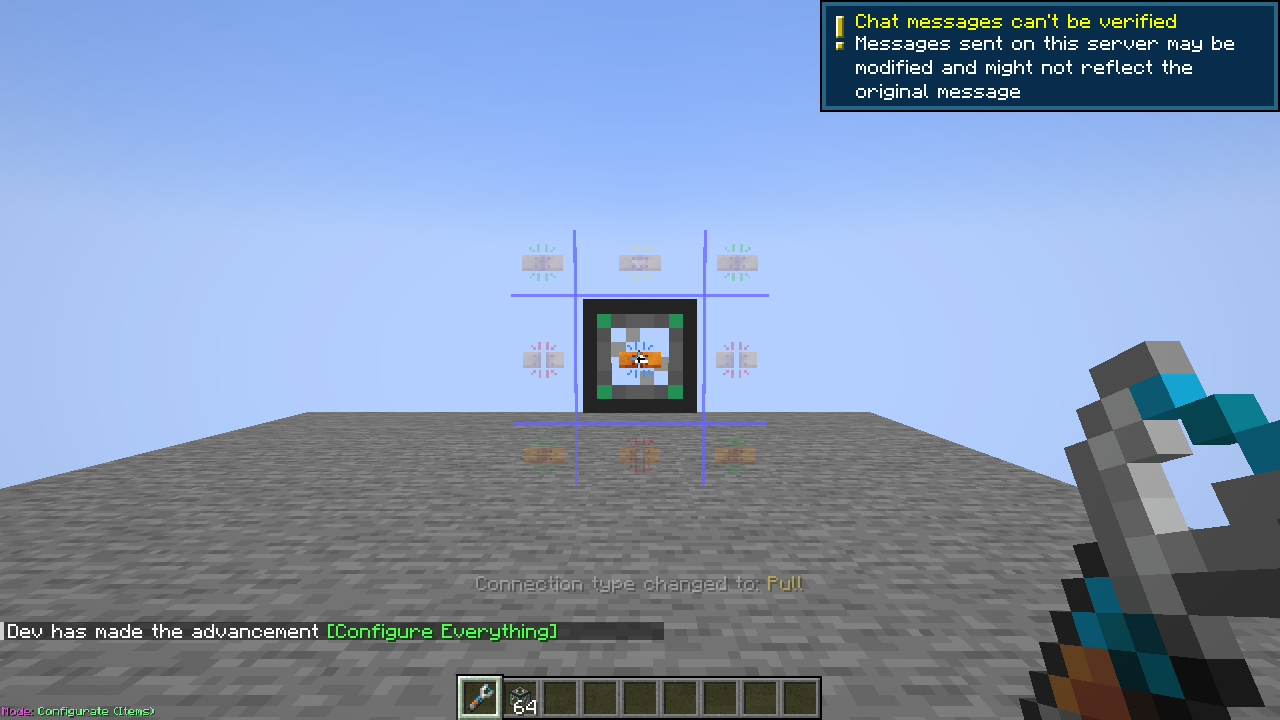 Chat messages can't be verified
Messages sent on this server may be
modified and might not reflect the
original message
Connection type changed to: Pull
Dev has made the advancement [Configure Everything]
64
Mode: Configurate (Items)